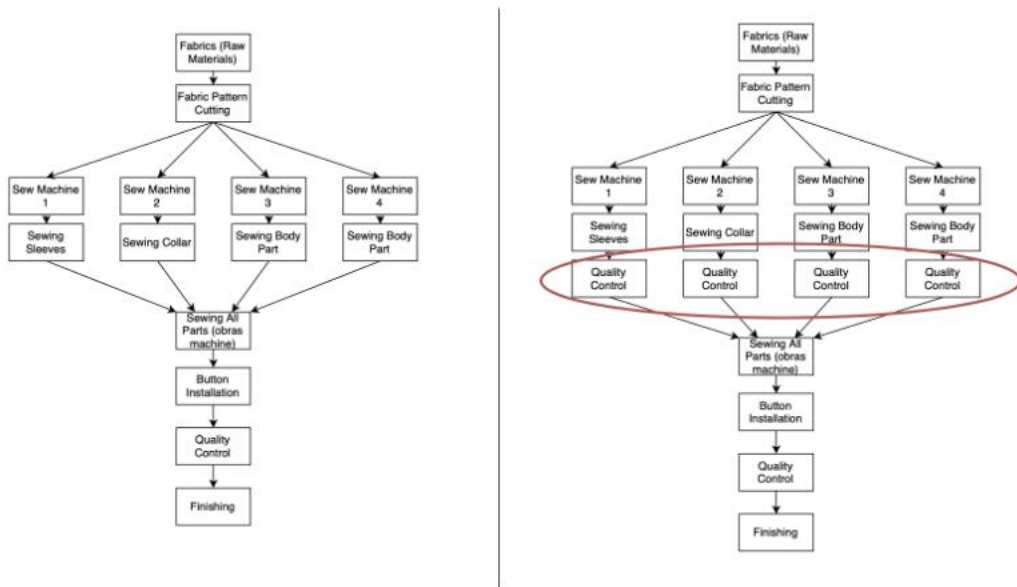 Fabrics (Raw
Materials)
Fabric Pattern
Cutting
Sew Machine
1
Sew Machine
2
Sew Machine
3
Sew Machine
4
Sewing
Sleeves
Sewing Collar
Sewing Body
Part
Sewing Body
Part
Sewing All
Parts (obras
machine)
Button
Installation
Quality
Control
Finishing
Fabrics (Raw
Materials)
Fabric Pattern
Cutting
Sew Machine
1
Sew Machine
2
Sew Machine
3
Sew Machine
4
Sewing
Sleeves
Sewing Collar
Sewing Body
Part
Sewing Body
Part
Quality
Control
Quality
Control
Quality
Control
Quality
Control
Sewing All
Parts (obras
machine)
Button
Installation
Quality
Control
Finishing